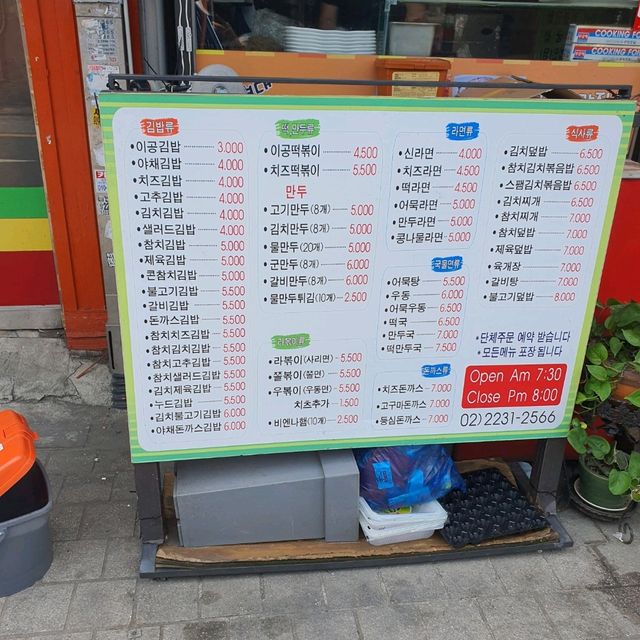 COOKING FO
COOKING FO
김밥류
이공김밥 3.000
야채김밥 4.000
치즈김밥 4.000
고추김밥 4.000
김치김밥 4.000
샐러드김밥 4.000
참치김밥 5.000
제육김밥 5.000
콘참치김밥 5.000
불고기김밥 5.500
갈비김밥 5.500
돈까스김밥 5.500
참치치즈김밥 5.500
참치김치김밥 5.500
참치고추김밥 5.500
참치샐러드김밥 5.500
김치제육김밥 5.500
누드김밥 5.500
김치불고기김밥 6.000
야채돈까스김밥 6.000
떡.만두류
이공떡볶이 4.500
치즈떡볶이 5.500
만두
고기만두(8개) 5.000
김치만두(8개) 5.000
물만두(20개) 5.000
군만두(8개) 6.000
갈비만두(8개) 6.000
물만두튀김(10개) 2.500
라볶이류
라볶이(사리면) 5.500
쫄볶이(쫄면) 5.500
우볶이(우동면) 5.500
치츠추가 1.500
비엔나햄(10개) 2.500
라면류
신라면 4.000
치즈라면 4.500
떡라면 4.500
어묵라면 5.000
만두라면 5.000
콩나물라면 5.000
국물면류
어묵탕 5.500
우동 6.000
어묵우동 6.500
떡국 6.500
만두국 7.000
떡만두국 7.500
돈까스류
치즈돈까스 7.000
고구마돈까스 7.000
등심돈까스 7.000
식사류
김치덮밥 6.500
참치김치볶음밥 6.500
스팸김치볶음밥 6.500
김치찌개 6.500
참치찌개 7.000
참치덮밥 7.000
제육덮밥 7.000
육개장 7.000
갈비탕 7.000
불고기덮밥 8.000
단체주문 예약 받습니다
모든메뉴 포장 됩니다
Open Am 7:30
Close Pm 8:00
02) 2231-2566